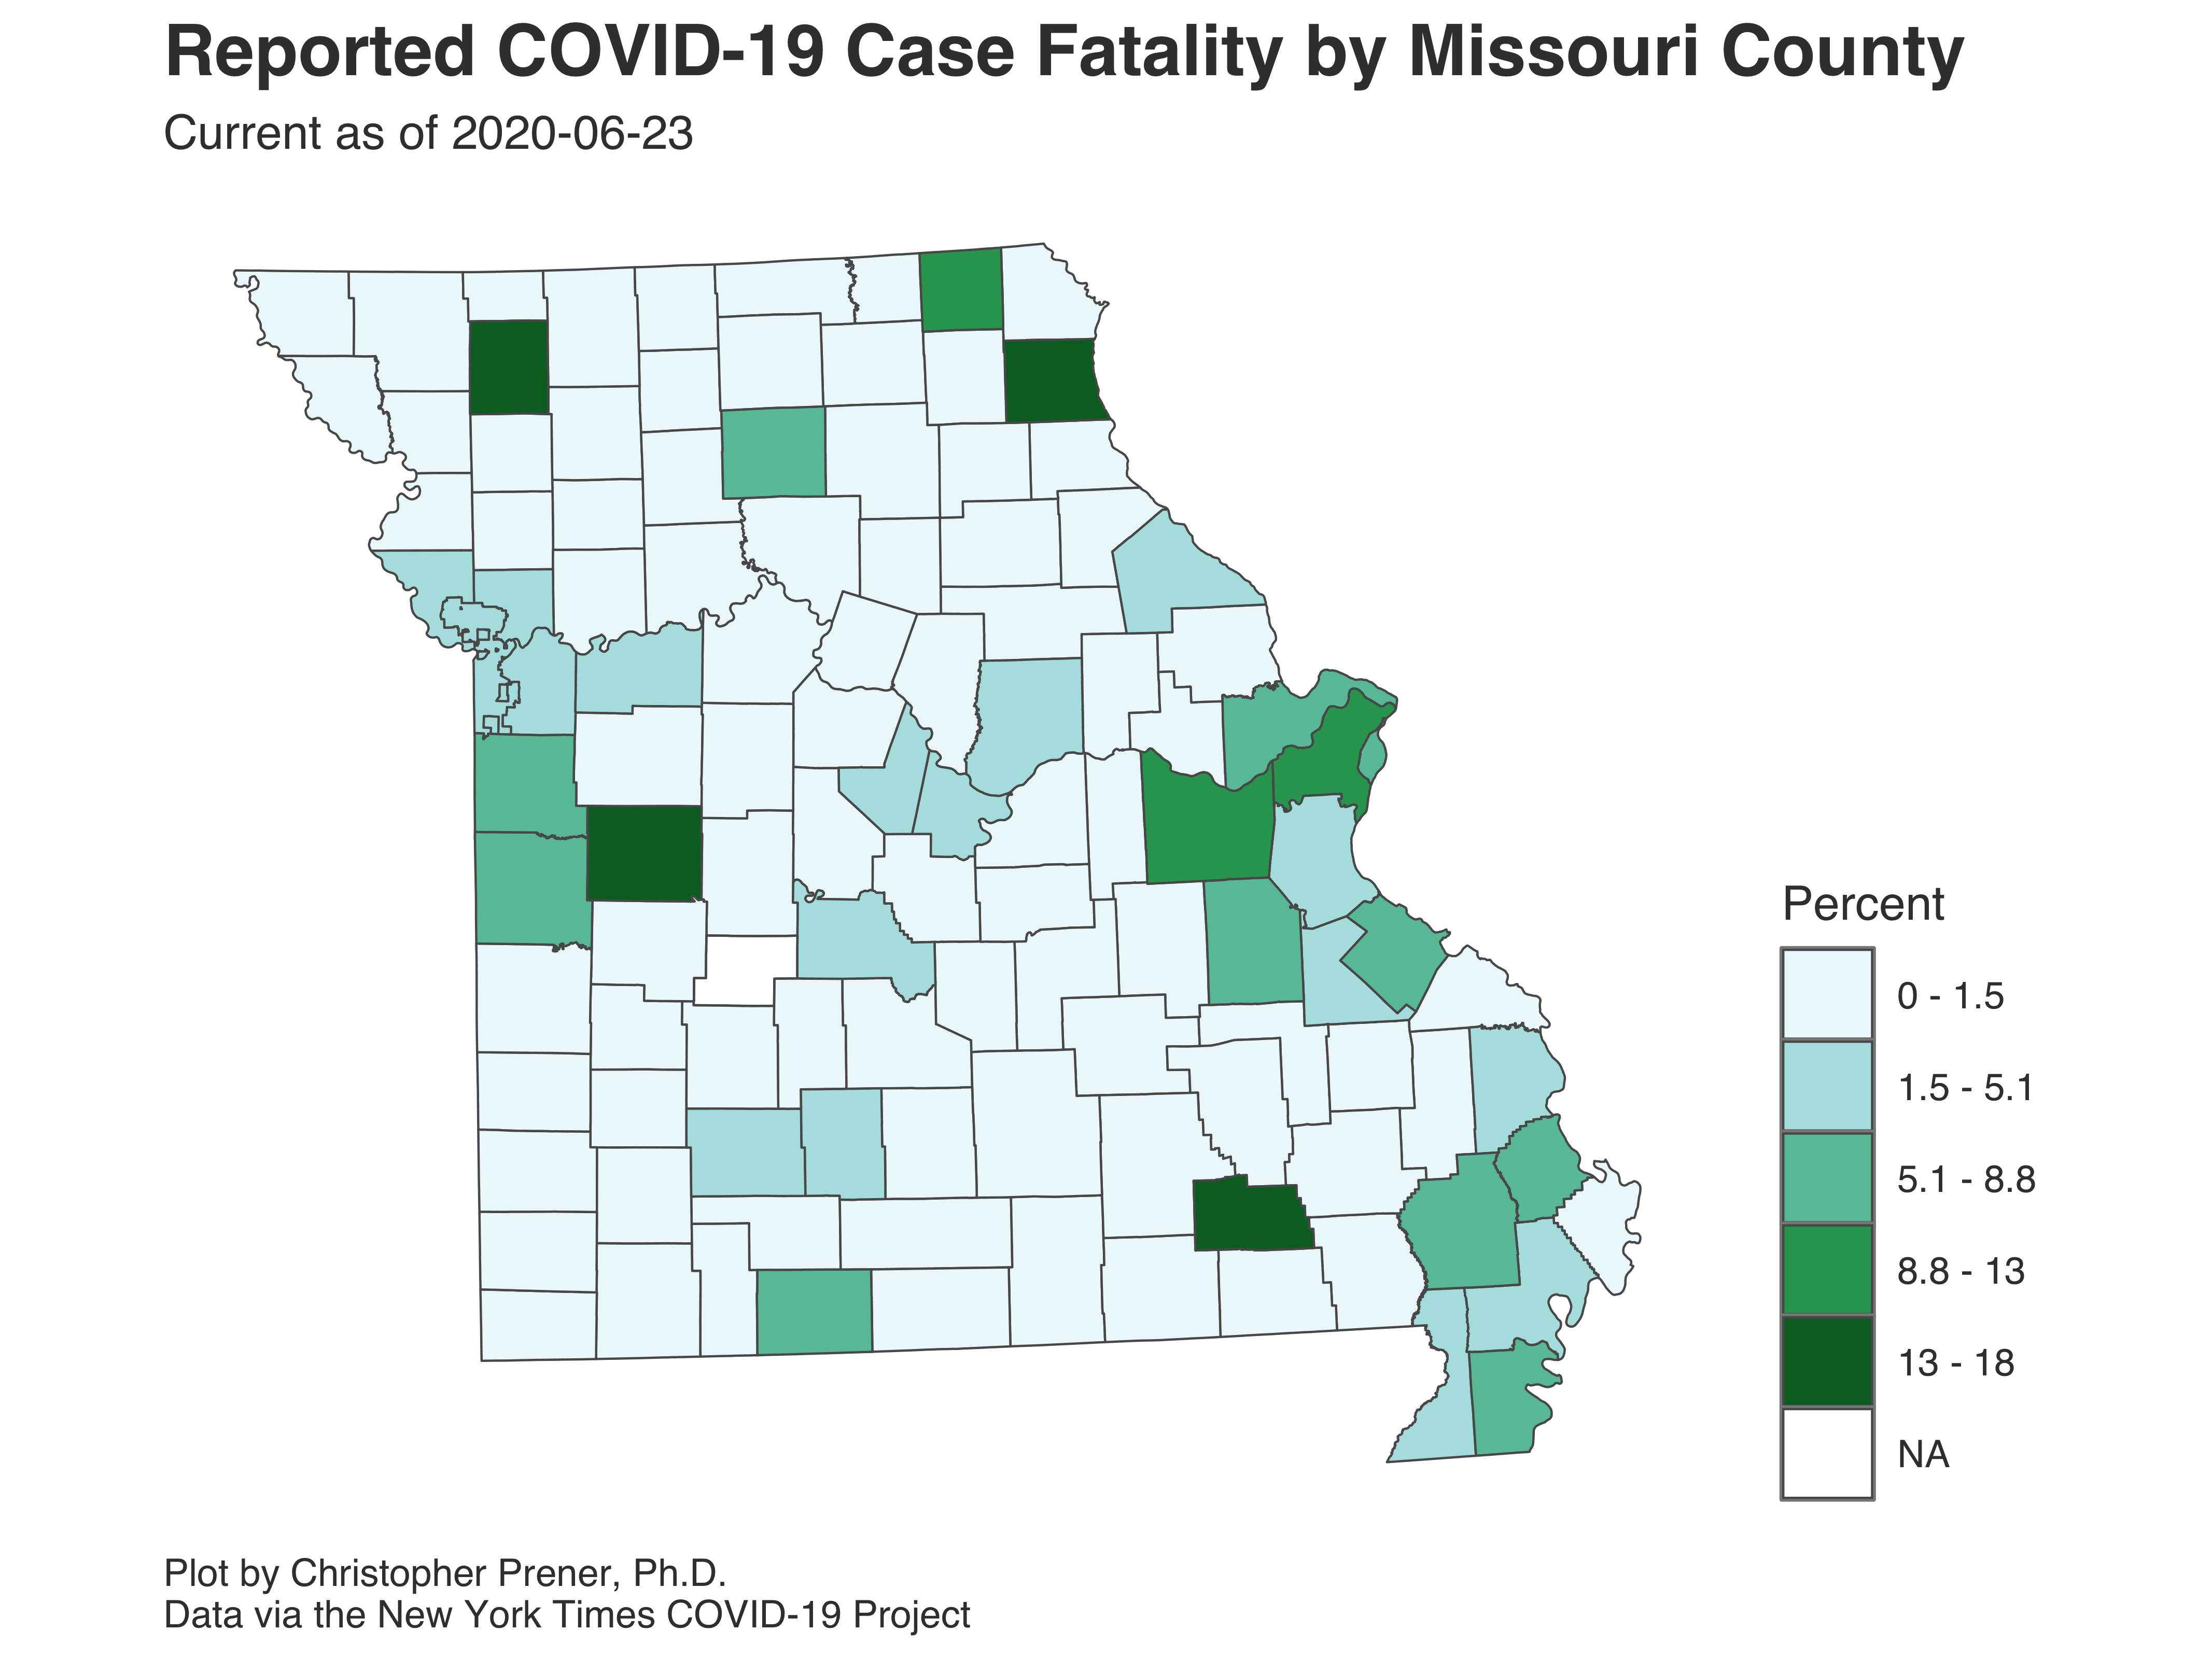 Reported COVID-19 Case Fatality by Missouri County
Current as of 2020-06-23
Percent
0 - 1.5
1.5 - 5.1
5.1 - 8.8
8.8 - 13
13 - 18
NA
Plot by Christopher Prener, Ph.D.
Data via the New York Times COVID-19 Project